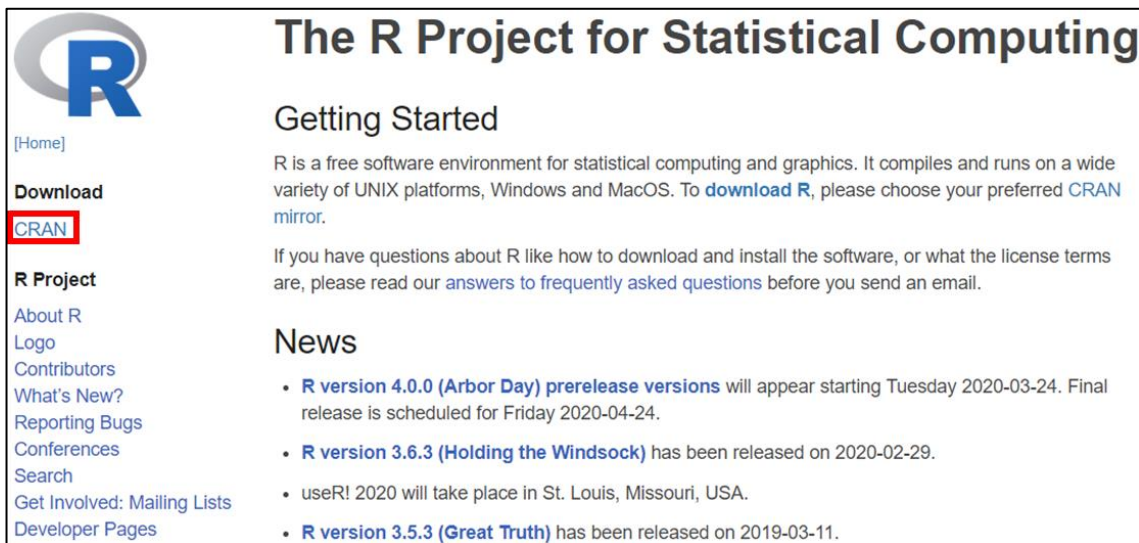 R
[Home]
Download
CRAN
R Project
About R
Logo
Contributors
What's New?
Reporting Bugs
Conferences
Search
Get Involved: Mailing Lists
Developer Pages
The R Project for Statistical Computing
Getting Started
R is a free software environment for statistical computing and graphics. It compiles and runs on a wide
variety of UNIX platforms, Windows and MacOS. To download R, please choose your preferred CRAN
mirror.
If you have questions about R like how to download and install the software, or what the license terms
are, please read our answers to frequently asked questions before you send an email.
News
• R version 4.0.0 (Arbor Day) prerelease versions will appear starting Tuesday 2020-03-24. Final
release is scheduled for Friday 2020-04-24.
• R version 3.6.3 (Holding the Windsock) has been released on 2020-02-29.
• useR! 2020 will take place in St. Louis, Missouri, USA.
• R version 3.5.3 (Great Truth) has been released on 2019-03-11.